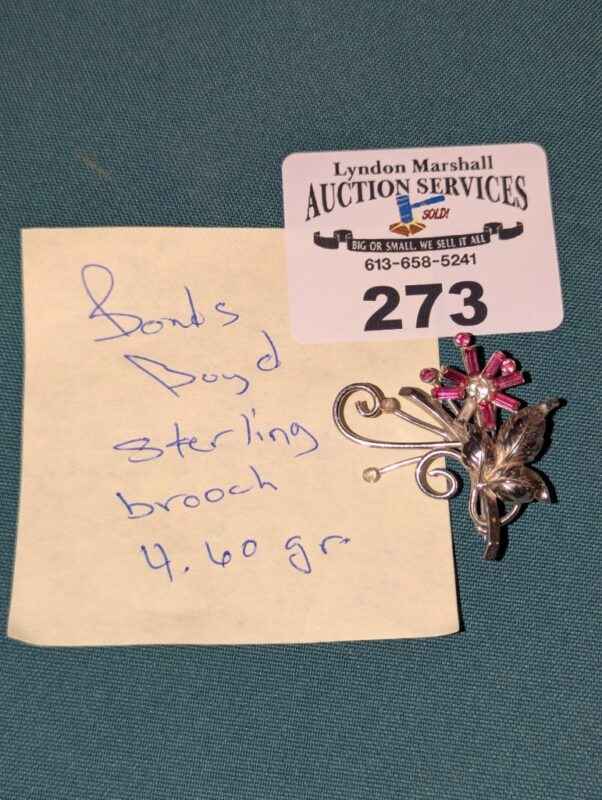 Lyndon Marshall
AUCTION SERVICES
SOLD!
BIG OR SMALL, WE SELL IT ALL
613-658-5241
273
Bonds
Boyd
sterling
brooch
4.60 gr.